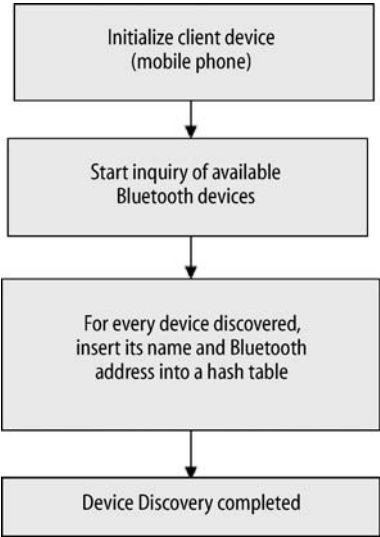 Initialize client device
(mobile phone)
Start inquiry of available
Bluetooth devices
For every device discovered,
insert its name and Bluetooth
address into a hash table
Device Discovery completed